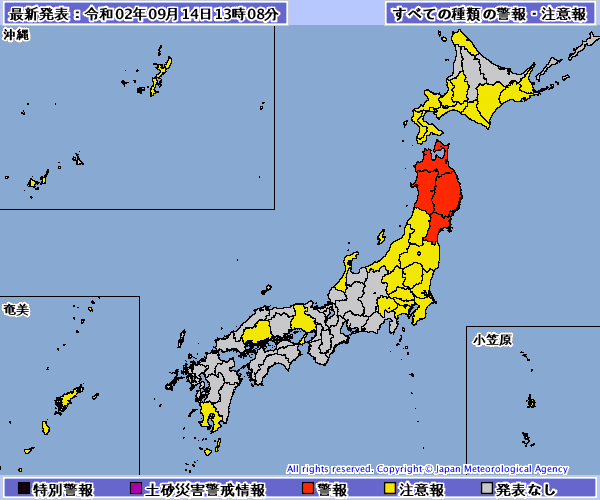 最新発表：令和02年09月14日13時08分
すべての種類の警報・注意報
沖縄
奄美
小笠原
All rights reserved. Copyright © Japan Meteorological Agency
特別警報 土砂災害警戒情報 警報 注意報 発表なし